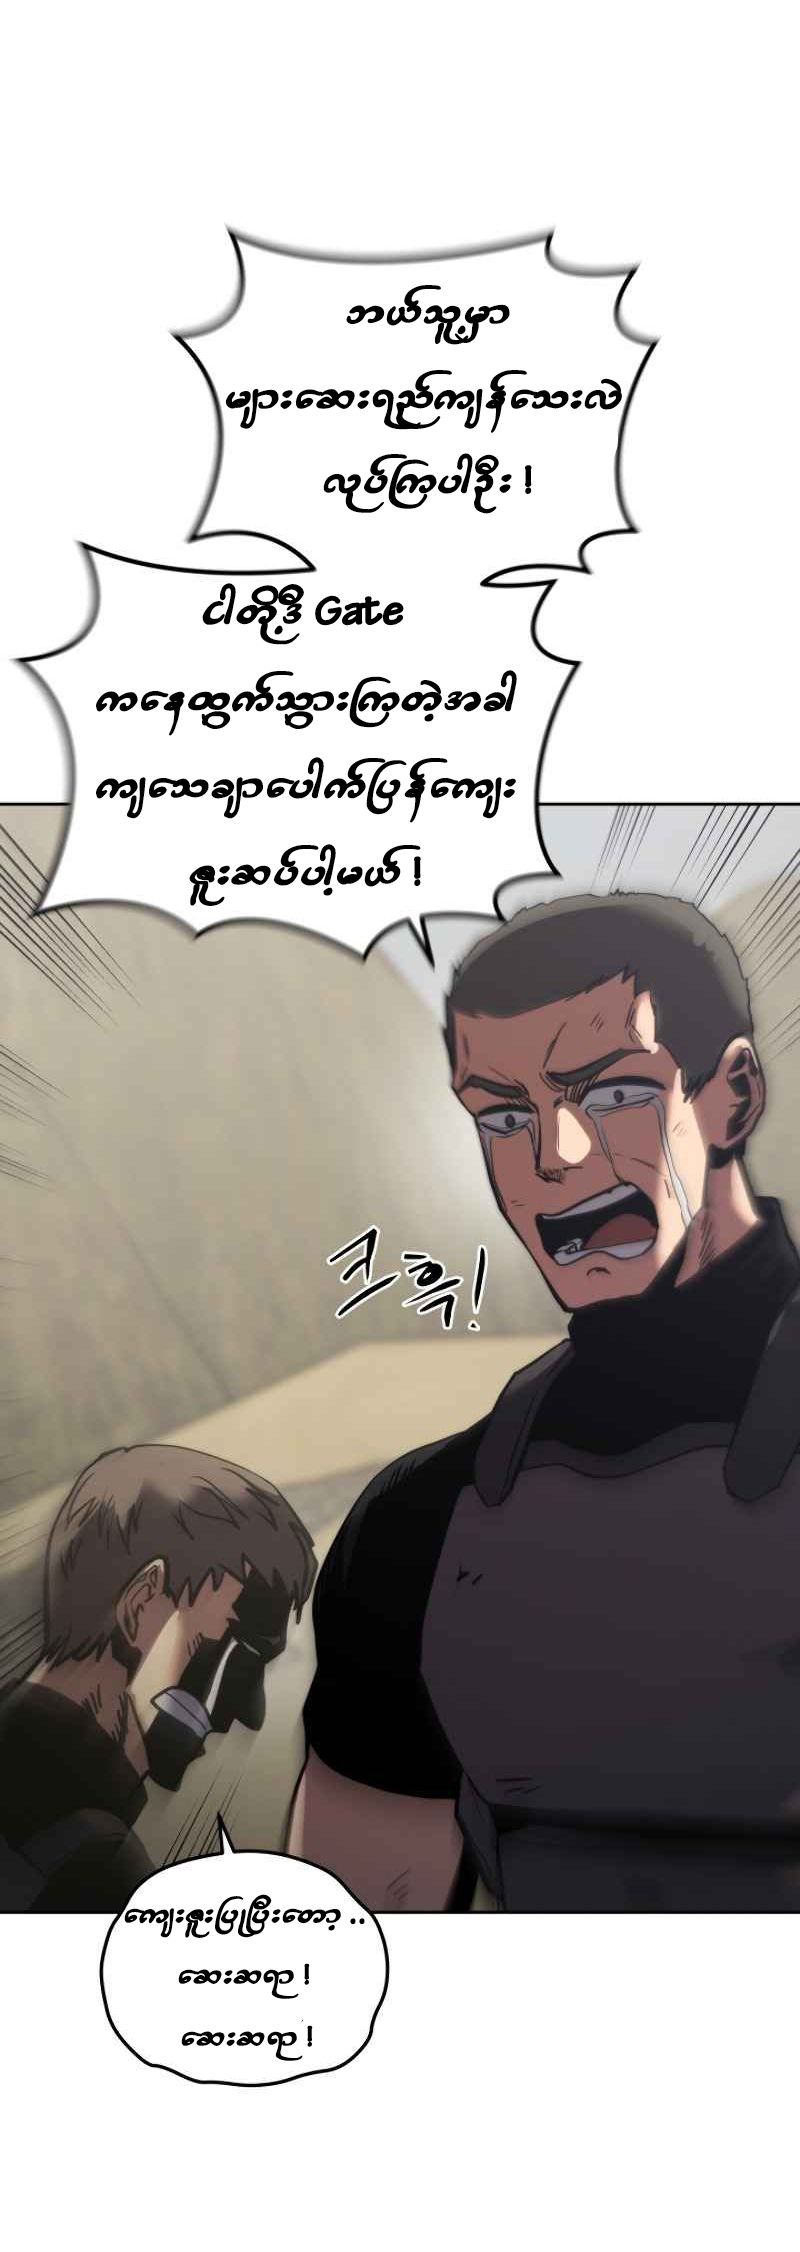 ဘယ်သူ့မှာ
များဆေးရည်ကျန်သေးလဲ
လုပ်ကြပါဦး !
ငါတို့ဒီ Gate
ကနေထွက်သွားကြတဲ့အခါ
ကျသေချာပေါက်ပြန်ကျေး
ဇူးဆပ်ပါ့မယ် !
크흑!
ကျေးဇူးပြုပြီးတော့ ..
ဆေးဆရာ !
ဆေးဆရာ !